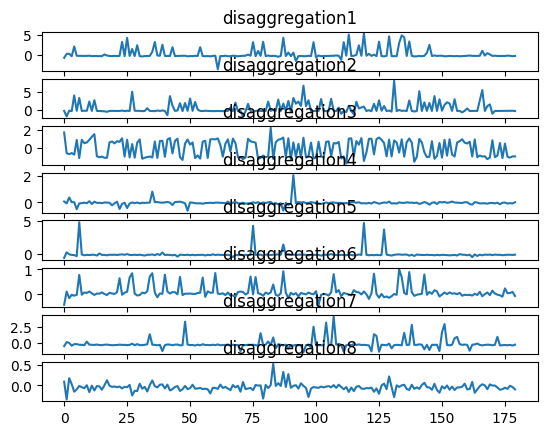 disaggregation1
5
0
disaggregation2
5
0
disaggregation3
2
0
disaggregation4
2
0
disaggregation5
5
0
disaggregation6
1
0
disaggregation7
2.5
0.0
disaggregation8
0.5
0.0
0 25 50 75 100 125 150 175